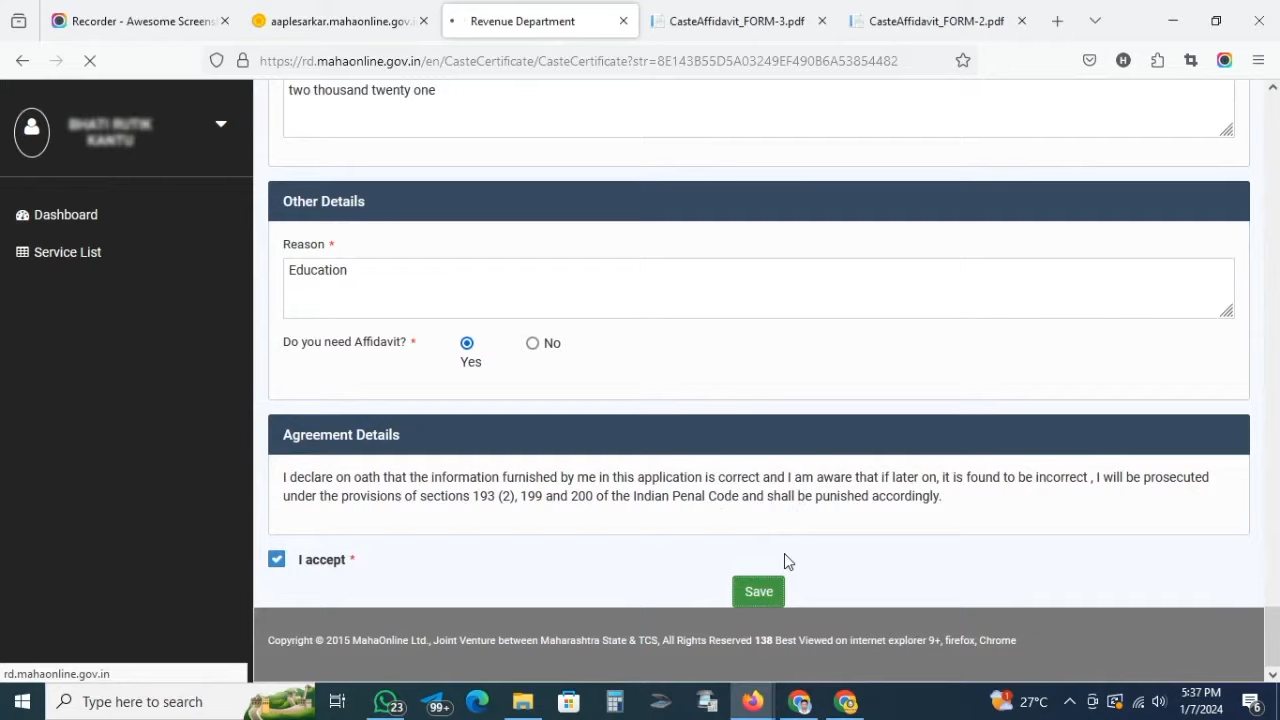 Recorder - Awesome Screensh
aaplesarkar.mahaonline.gov.i
Revenue Department
CasteAffidavit_FORM-3.pdf
CasteAffidavit_FORM-2.pdf
https://rd.mahaonline.gov.in/en/CasteCertificate/CasteCertificate?str=8E143B55D5A03249EF490B6A53854482
H
two thousand twenty one
Dashboard
Service List
Other Details
Reason *
Education
Do you need Affidavit? *
Yes
No
Agreement Details
I declare on oath that the information furnished by me in this application is correct and I am aware that if later on, it is found to be incorrect , I will be prosecuted
under the provisions of sections 193 (2), 199 and 200 of the Indian Penal Code and shall be punished accordingly.
I accept *
Save
Copyright © 2015 MahaOnline Ltd., Joint Venture between Maharashtra State & TCS, All Rights Reserved 138 Best Viewed on internet explorer 9+, firefox, Chrome
rd.mahaonline.gov.in
Type here to search
23
99+
1
27°C
5:37 PM
1/7/2024
6